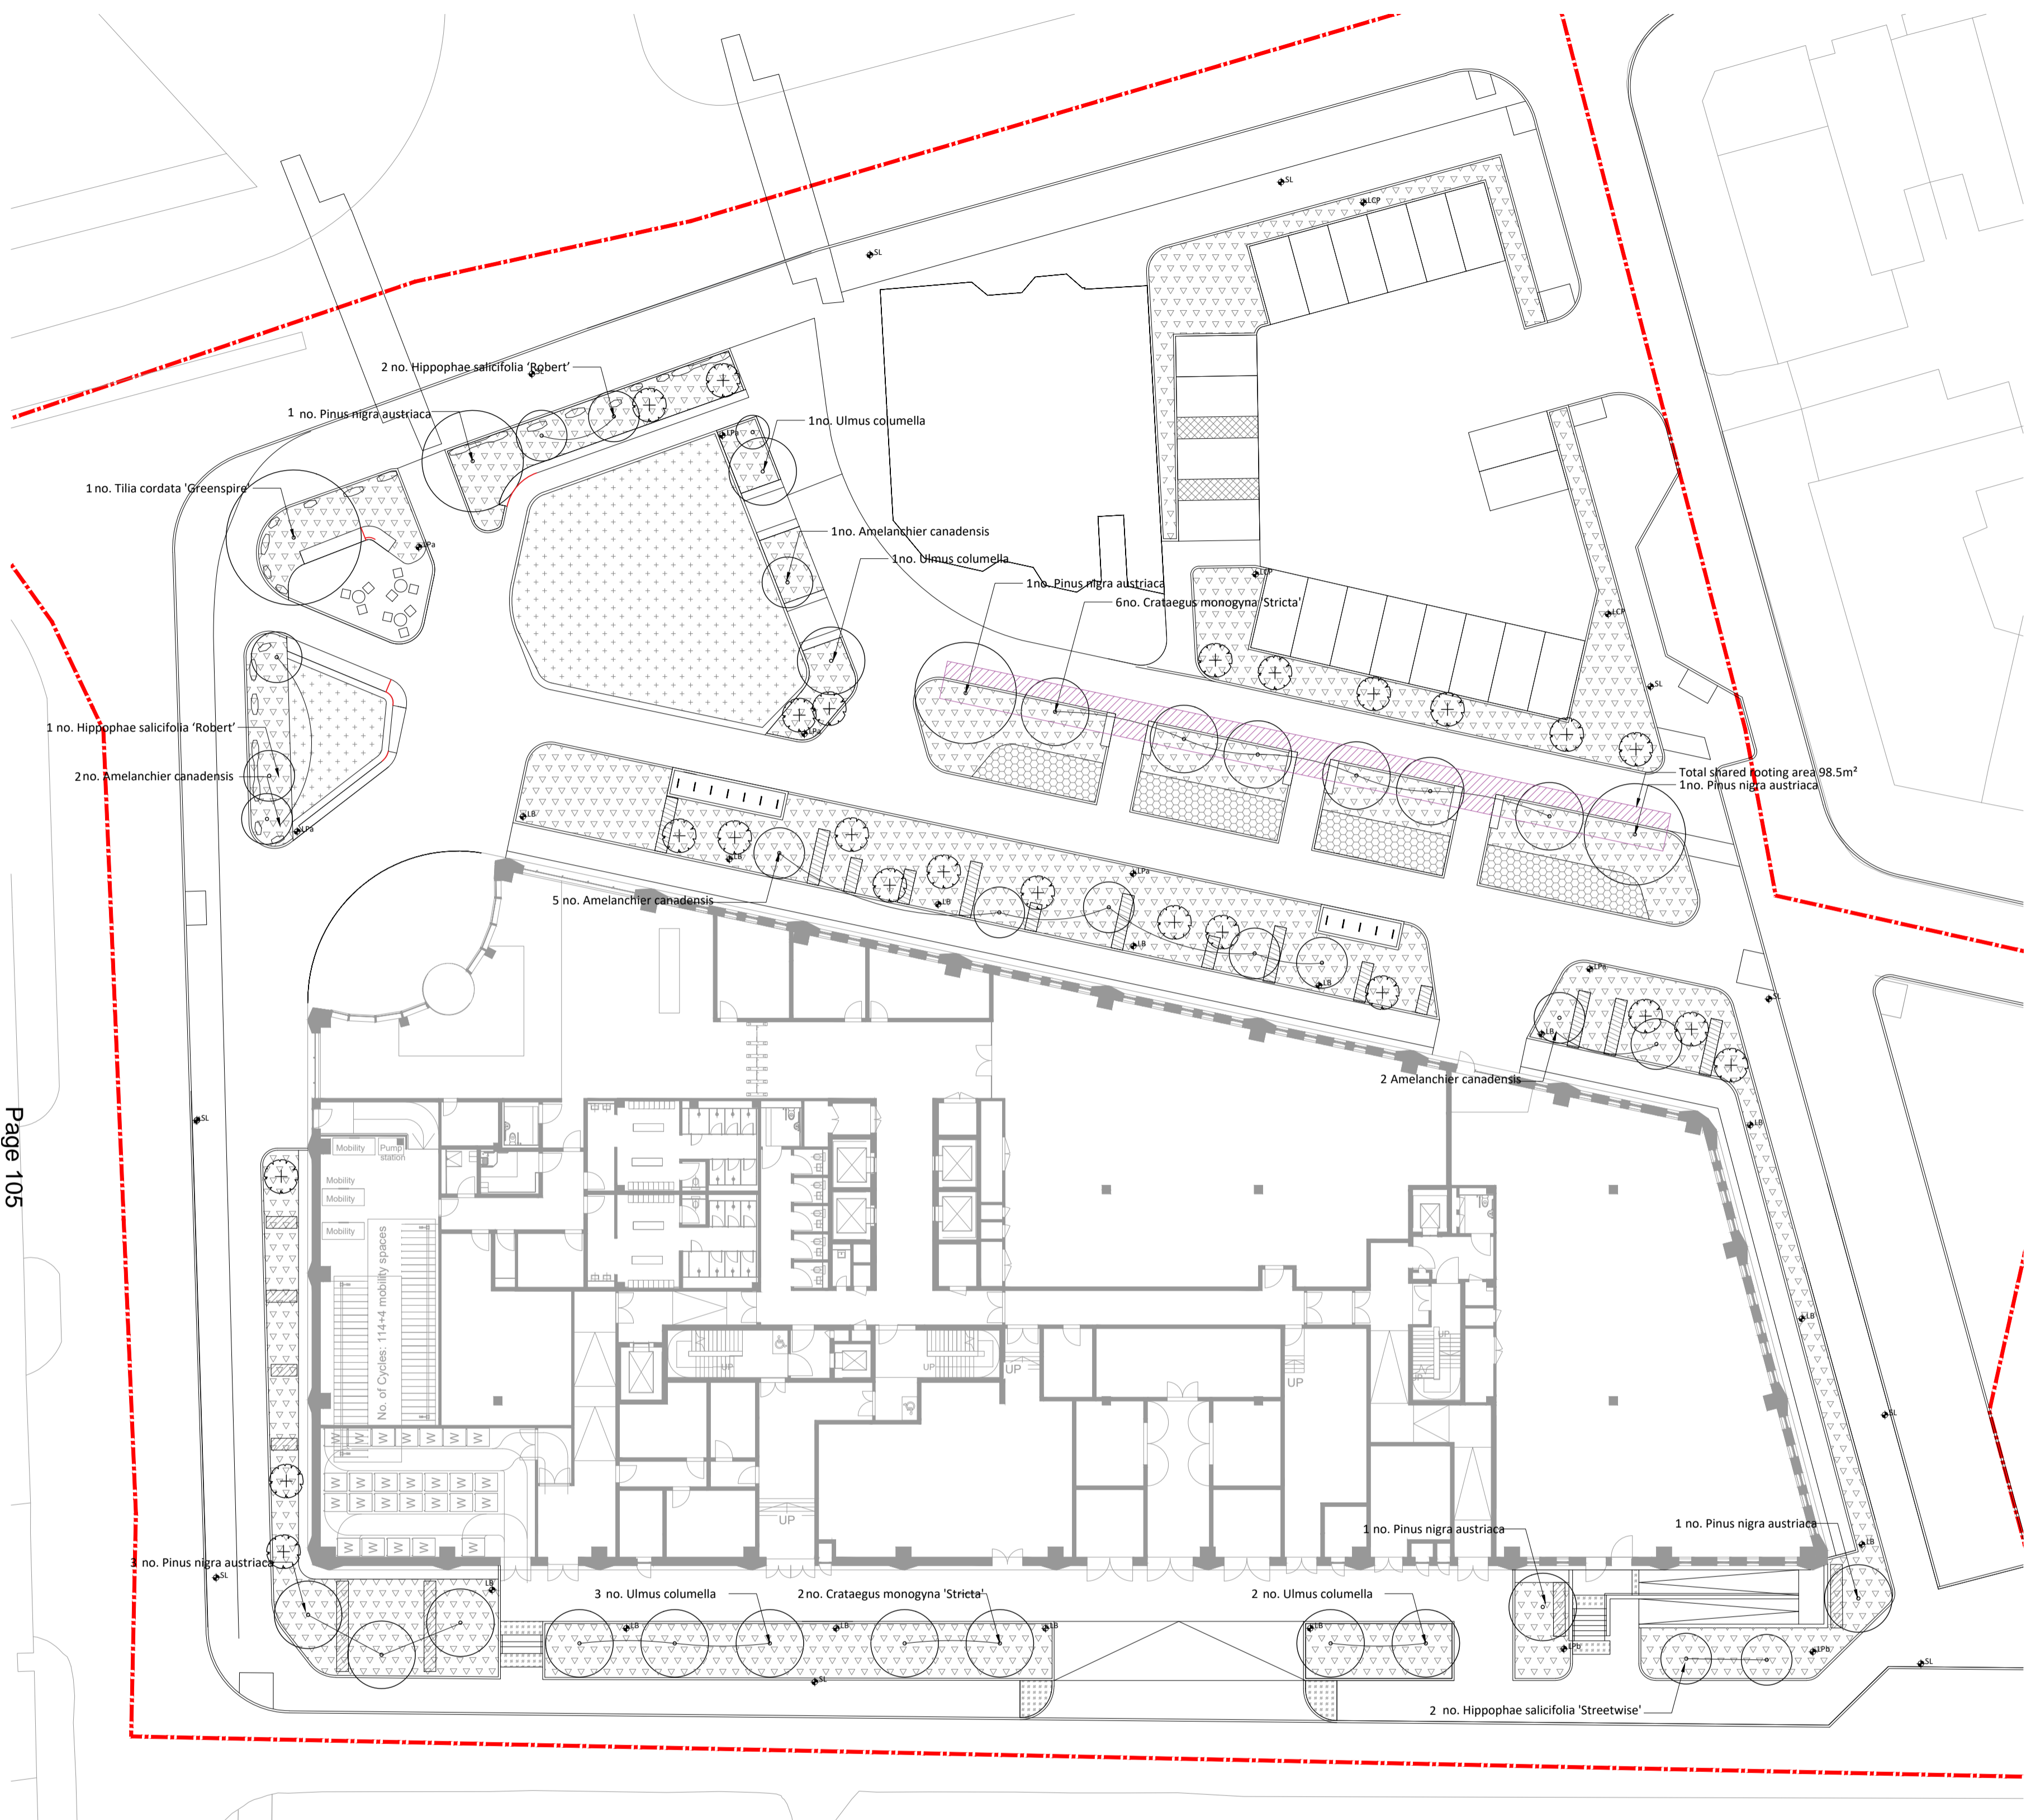 SL
LCP
SL
2 no. Hippophae salicifolia ‘Robert’
SL
1 no. Pinus nigra austriaca
1no. Ulmus columella
LPa
1no. Tilia cordata 'Greenspire'
1no. Amelanchier canadensis
LPa
1no. Ulmus columella
LCP
1no. Pinus nigra austriaca
6no. Crataegus monogyna 'Stricta'
LCP
SL
1 no. Hippophae salicifolia ‘Robert’
LPa
2no. Amelanchier canadensis
Total shared rooting area 98.5m²
1no. Pinus nigra austriaca
LB
LPa
LB
LPa
5 no. Amelanchier canadensis
LB
LB
LPa
LB
SL
LB
2 Amelanchier canadensis
Page 105
SL
LB
Mobility
Pump
station
Mobility
Mobility
Mobility
No. of Cycles: 114+4 mobility spaces
LB
UP
UP
UP
UP
UP
UP
SL
W W W W W W W
W W W W W W W
W W W W W W W
UP
W W W W W
1 no. Pinus nigra austriaca
1 no. Pinus nigra austriaca
LB
3 no. Pinus nigra austriaca
SL
LB
3 no. Ulmus columella
2no. Crataegus monogyna 'Stricta'
2 no. Ulmus columella
LB
LB
LB
LB
LPb
LPb
SL
SL
2 no. Hippophae salicifolia 'Streetwise'